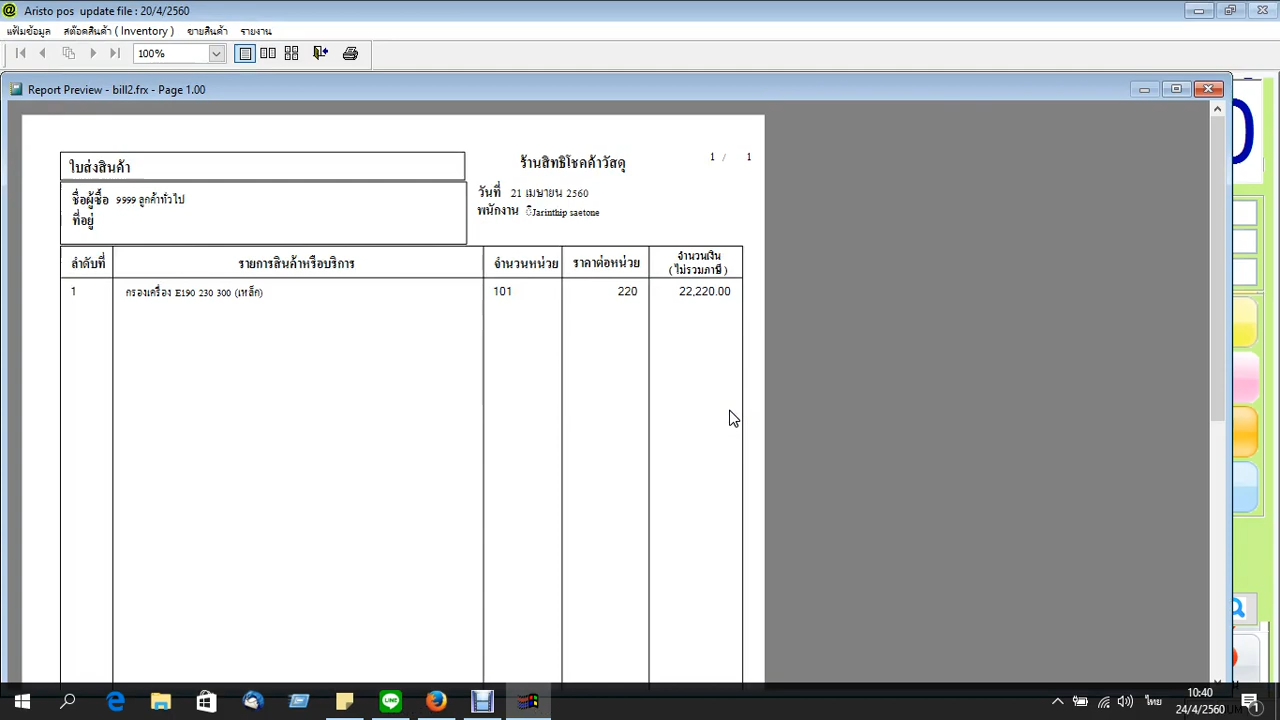 Aristo pos  update file : 20/4/2560
แฟ้มข้อมูล สต๊อคสินค้า ( Inventory ) ขายสินค้า รายงาน
100%
Report Preview - bill2.frx - Page 1.00
ใบส่งสินค้า
ร้านสิทธิโชคค้าวัสดุ
1 / 1
ชื่อผู้ซื้อ 9999 ลูกค้าทั่วไป
วันที่ 21 เมษายน 2560
ที่อยู่
พนักงาน Jarinthip saetone
ลำดับที่ รายการสินค้าหรือบริการ จำนวนหน่วย ราคาต่อหน่วย จำนวนเงิน
( ไม่รวมภาษี )
1 กรองเครื่อง E190 230 300 (เหล็ก) 101 220 22,220.00
LINE
ไทย
10:40
24/4/2560
1